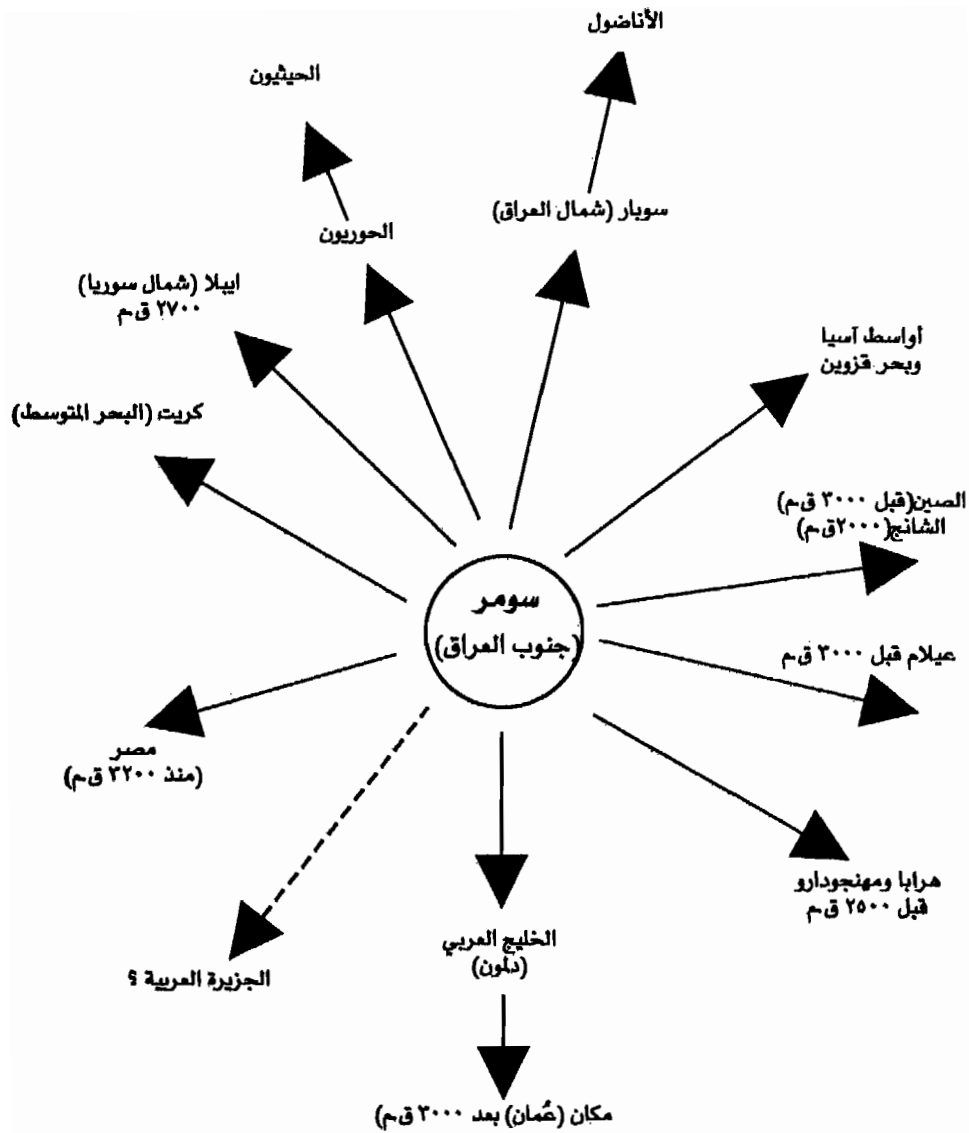 الأناضول
الحيثيون
سوبار (شمال العراق)
الحوريون
ايبلا (شمال سوريا)
٢٧٠٠ ق.م
أواسط آسيا
وبحر قزوين
كريت (البحر المتوسط)
الصين(قبل ٣٠٠٠ ق.م)
الشانج(٢٠٠٠ق.م)
سومر
(جنوب العراق)
عيلام قبل ٣٠٠٠ ق.م
مصر
(منذ ٣٢٠٠ ق.م)
هرابا ومهنجودارو
قبل ٢٥٠٠ ق.م
الخليج العربي
(دلمون)
الجزيرة العربية ؟
مكان (عُمان) بعد ٣٠٠٠ ق.م)